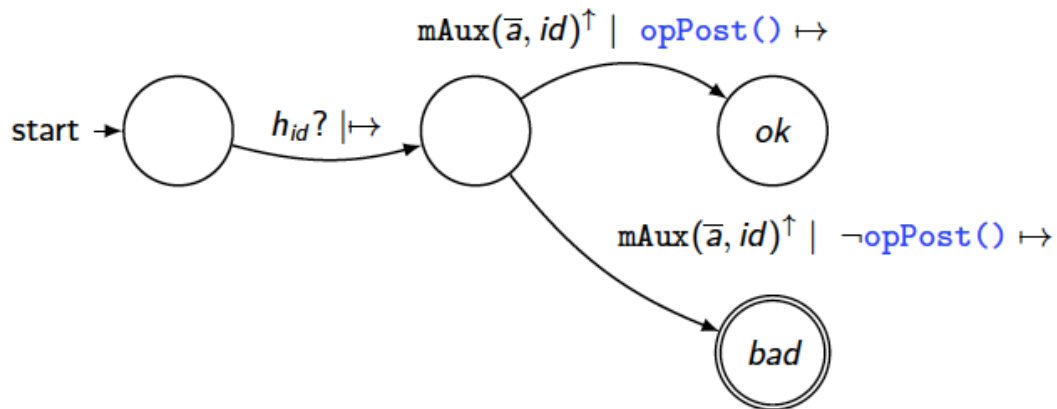 mAux(a̅, id)↑ | opPost() ↦
start
h_id? |↦
ok
mAux(a̅, id)↑ | ¬opPost() ↦
bad